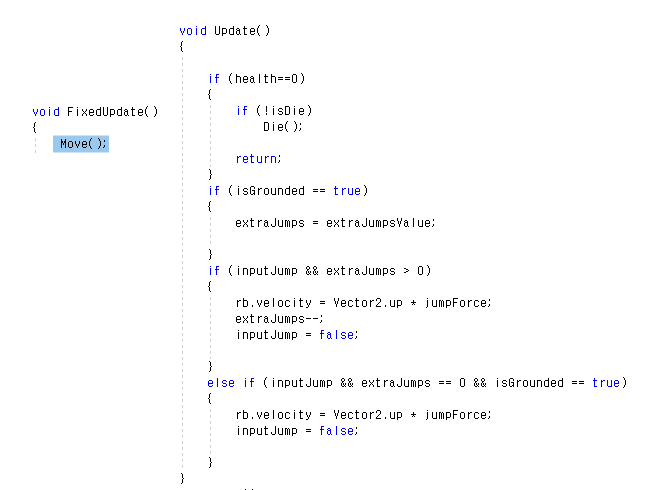 void FixedUpdate()
{
Move();
void Update()
{
if (health==0)
{
if (!isDie)
Die();
return;
}
if (isGrounded == true)
{
extraJumps = extraJumpsValue;
}
if (inputJump && extraJumps > 0)
{
rb.velocity = Vector2.up * jumpForce;
extraJumps--;
inputJump = false;
}
else if (inputJump && extraJumps == 0 && isGrounded == true)
{
rb.velocity = Vector2.up * jumpForce;
inputJump = false;
}
}